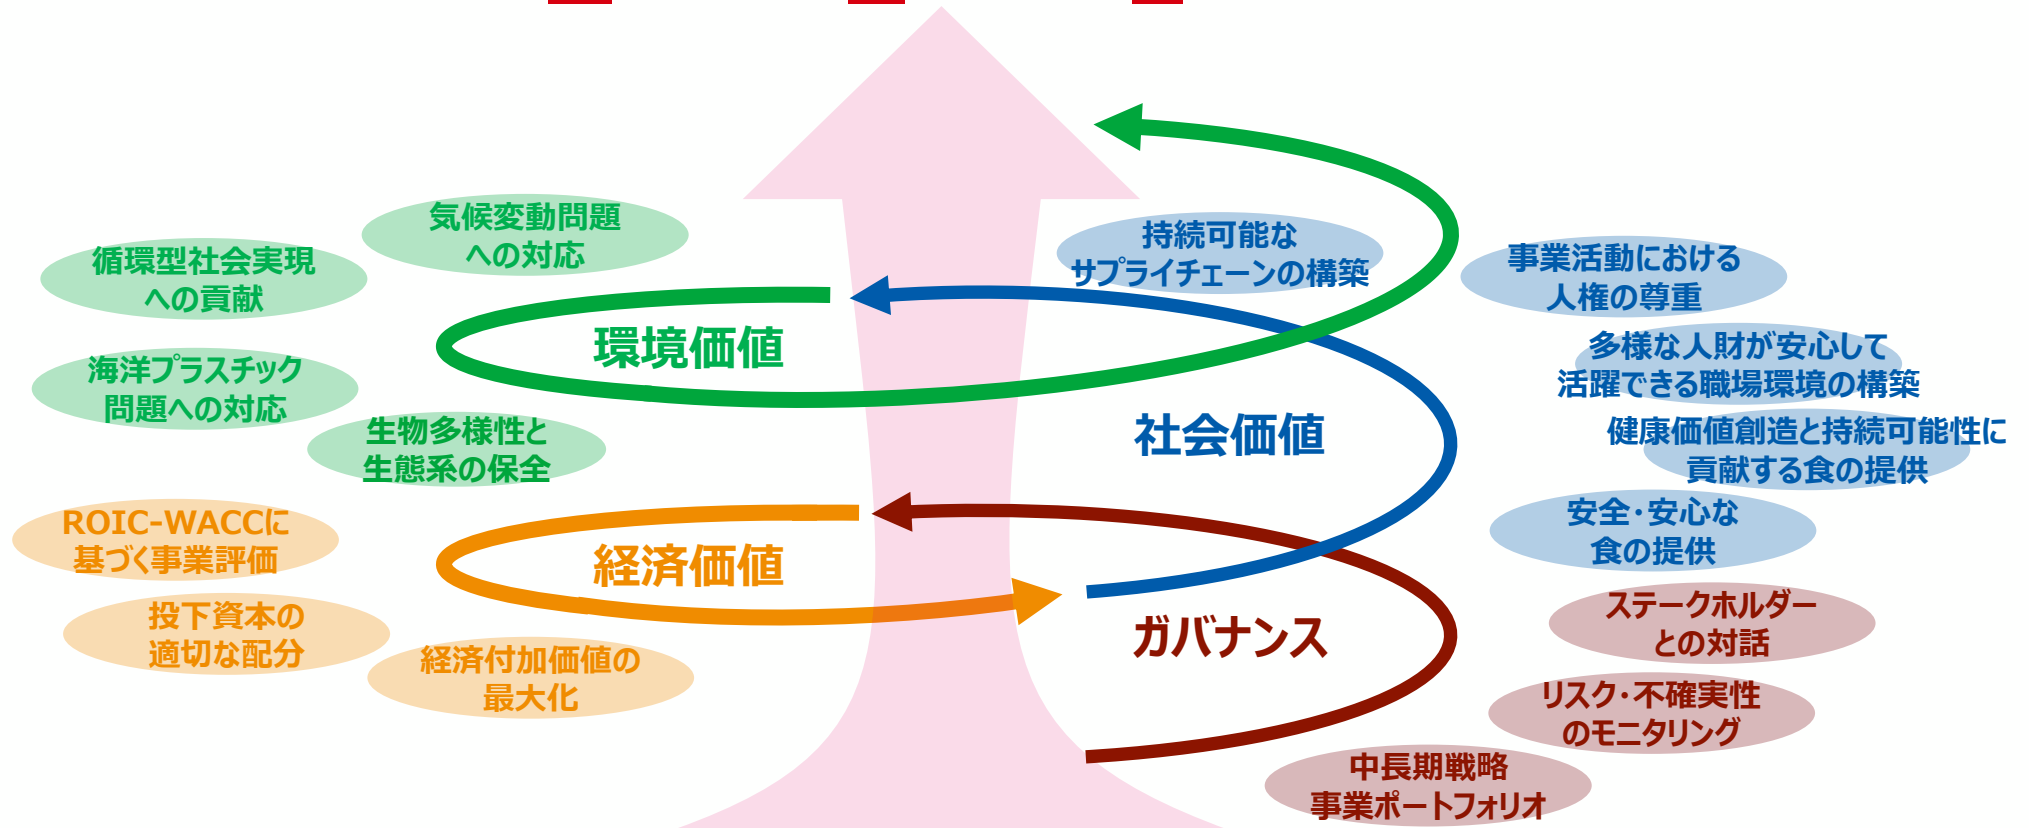 気候変動問題
への対応
循環型社会実現
への貢献
海洋プラスチック
問題への対応
生物多様性と
生態系の保全
環境価値
持続可能な
サプライチェーンの構築
事業活動における
人権の尊重
多様な人財が安心して
活躍できる職場環境の構築
健康価値創造と持続可能性に
貢献する食の提供
安全・安心な
食の提供
社会価値
ROIC-WACCに
基づく事業評価
投下資本の
適切な配分
経済付加価値の
最大化
経済価値
ガバナンス
ステークホルダー
との対話
リスク・不確実性
のモニタリング
中長期戦略
事業ポートフォリオ